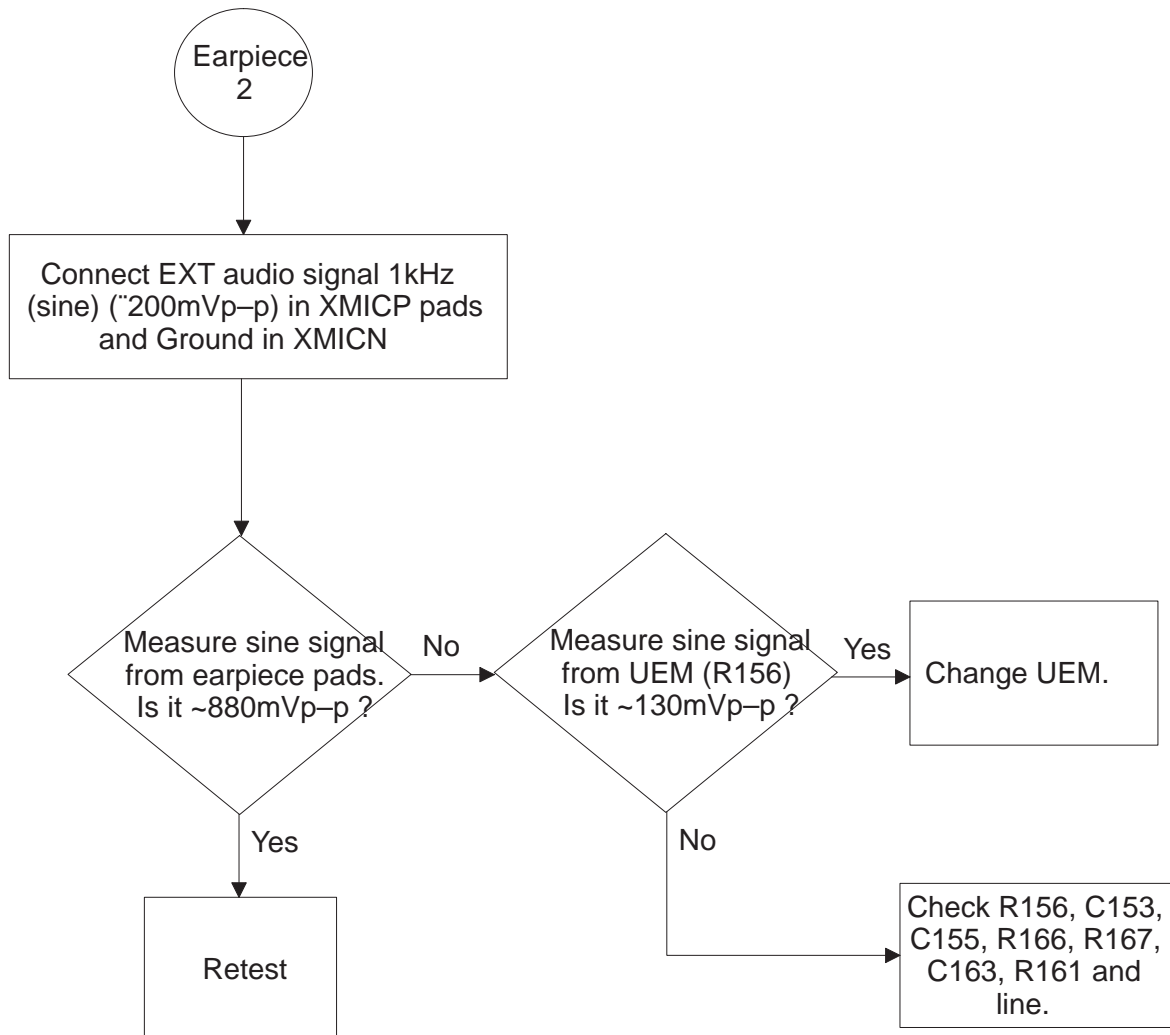 Earpiece
2
Connect EXT audio signal 1kHz
(sine) (¨200mVp–p) in XMICP pads
and Ground in XMICN
Measure sine signal
from earpiece pads.
Is it ~880mVp–p ?
No
Measure sine signal
from UEM (R156)
Is it ~130mVp–p ?
Yes
Change UEM.
Yes
No
Retest
Check R156, C153,
C155, R166, R167,
C163, R161 and
line.